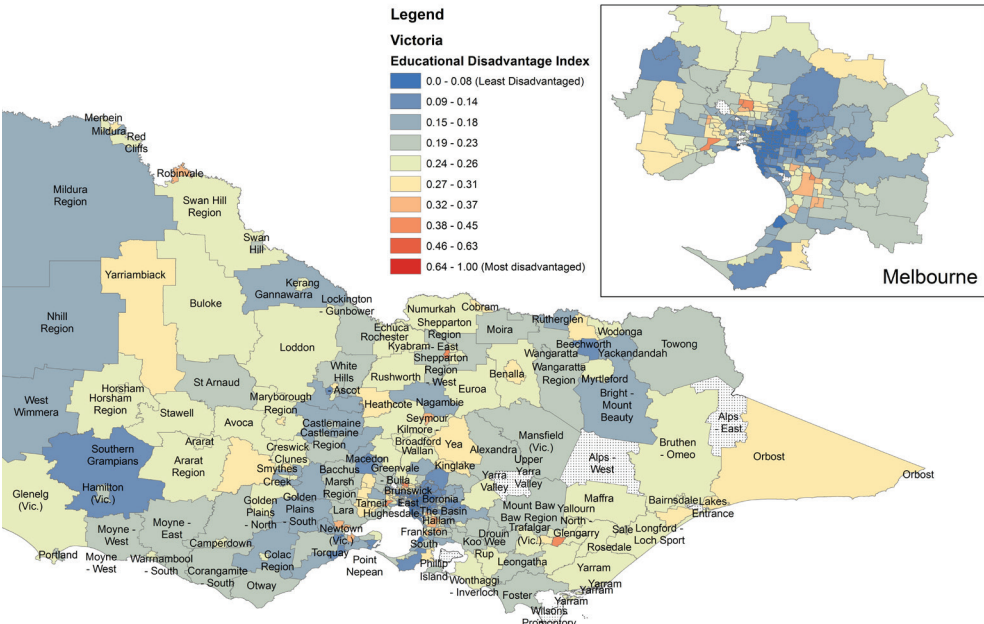 Legend
Victoria
Educational Disadvantage Index
0.0 - 0.08 (Least Disadvantaged)
0.09 - 0.14
0.15 - 0.18
0.19 - 0.23
0.24 - 0.26
0.27 - 0.31
0.32 - 0.37
0.38 - 0.45
0.46 - 0.63
0.64 - 1.00 (Most disadvantaged)
Melbourne
Merbein
Mildura
Red
Cliffs
Robinvale
Mildura
Region
Swan Hill
Region
Swan
Hill
Yarriambiack
Buloke
Kerang
Gannawarra
Lockington
- Gunbower
Nhill
Region
Loddon
Echuca
Rochester
Numurkah
Cobram
Shepparton
Region
- East
Kyabram
Shepparton
Region
West
Moira
Rutherglen
Wodonga
Beechworth
Yackandandah
Towong
Wangaratta
Wangaratta
Region
Myrtleford
Benalla
Bright -
Mount
Beauty
Alps
- East
West
Wimmera
Horsham
Horsham
Region
St Arnaud
Stawell
Maryborough
Region
White
Hills
- Ascot
Rushworth
Euroa
Heathcote
Nagambie
Seymour
Avoca
Castlemaine
Castlemaine
Region
Kilmore -
Broadford
Wallan
Yea
Alexandra
Mansfield
(Vic.)
Upper
Yarra
Valley
Alps -
West
Bruthen
- Omeo
Orbost
Orbost
Southern
Grampians
Hamilton
(Vic.)
Ararat
Ararat
Region
Creswick
- Clunes
Smythes
Creek
Macedon
Bacchus
Marsh
Region
Greenvale
- Bulla
Kinglake
Yarra
Valley
Glenelg
(Vic.)
Golden
Plains
- North
Golden
Plains
- South
Lara
Tarneit
Brunswick
East
Hughesdale
Boronia
The Basin
Hallam
Frankston
South
Mount Baw
Baw Region
Yallourn
North -
Glengarry
Trafalgar
(Vic.)
Drouin
Koo Wee
Rup
Maffra
Sale
Longford -
Loch Sport
Bairnsdale
Lakes
Entrance
Rosedale
Moyne
- West
Moyne -
East
Camperdown
Newtown
(Vic.)
Torquay
Point
Nepean
Phillip
Island
Leongatha
Yarram
Portland
Moyne
- West
Warrnambool
- South
Corangamite
- South
Colac
Region
Otway
Wonthaggi
- Inverloch
Foster
Yarram
Yarram
Yarram
Wilsons
Promontory